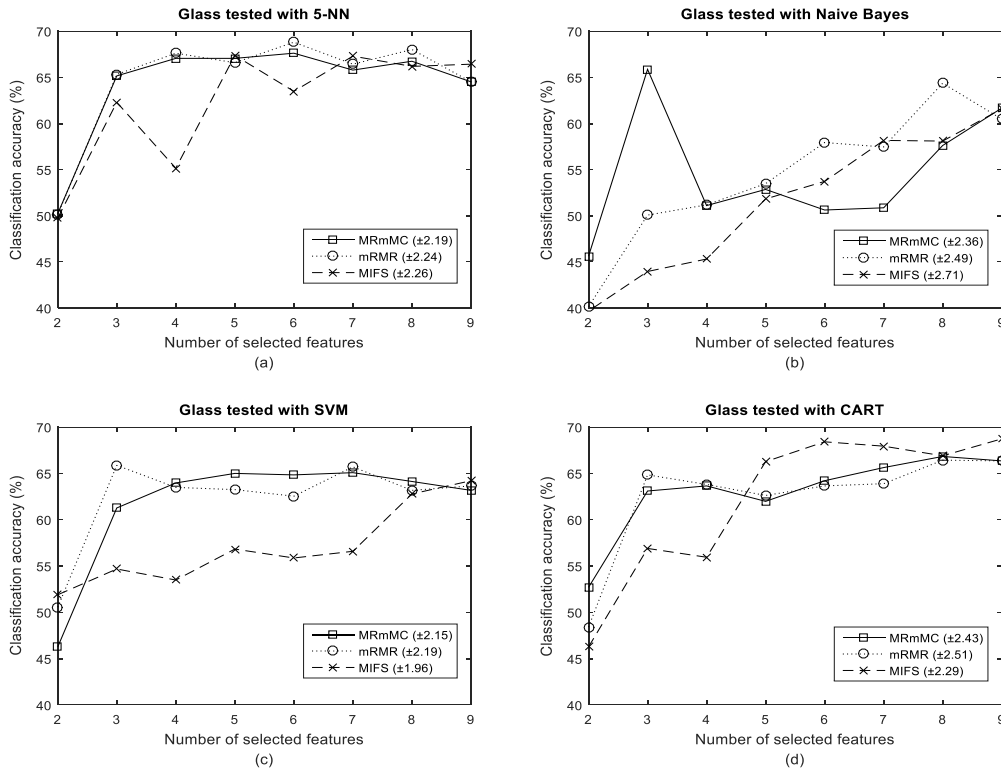 Glass tested with 5-NN
Classification accuracy (%)
70
65
60
55
50
45
40
2 3 4 5 6 7 8 9
MRmMC (±2.19)
mRMR (±2.24)
MIFS (±2.26)
Number of selected features
(a)
Glass tested with Naive Bayes
Classification accuracy (%)
70
65
60
55
50
45
40
2 3 4 5 6 7 8 9
MRmMC (±2.36)
mRMR (±2.49)
MIFS (±2.71)
Number of selected features
(b)
Glass tested with SVM
Classification accuracy (%)
70
65
60
55
50
45
40
2 3 4 5 6 7 8 9
MRmMC (±2.15)
mRMR (±2.19)
MIFS (±1.96)
Number of selected features
(c)
Glass tested with CART
Classification accuracy (%)
70
65
60
55
50
45
40
2 3 4 5 6 7 8 9
MRmMC (±2.43)
mRMR (±2.51)
MIFS (±2.29)
Number of selected features
(d)